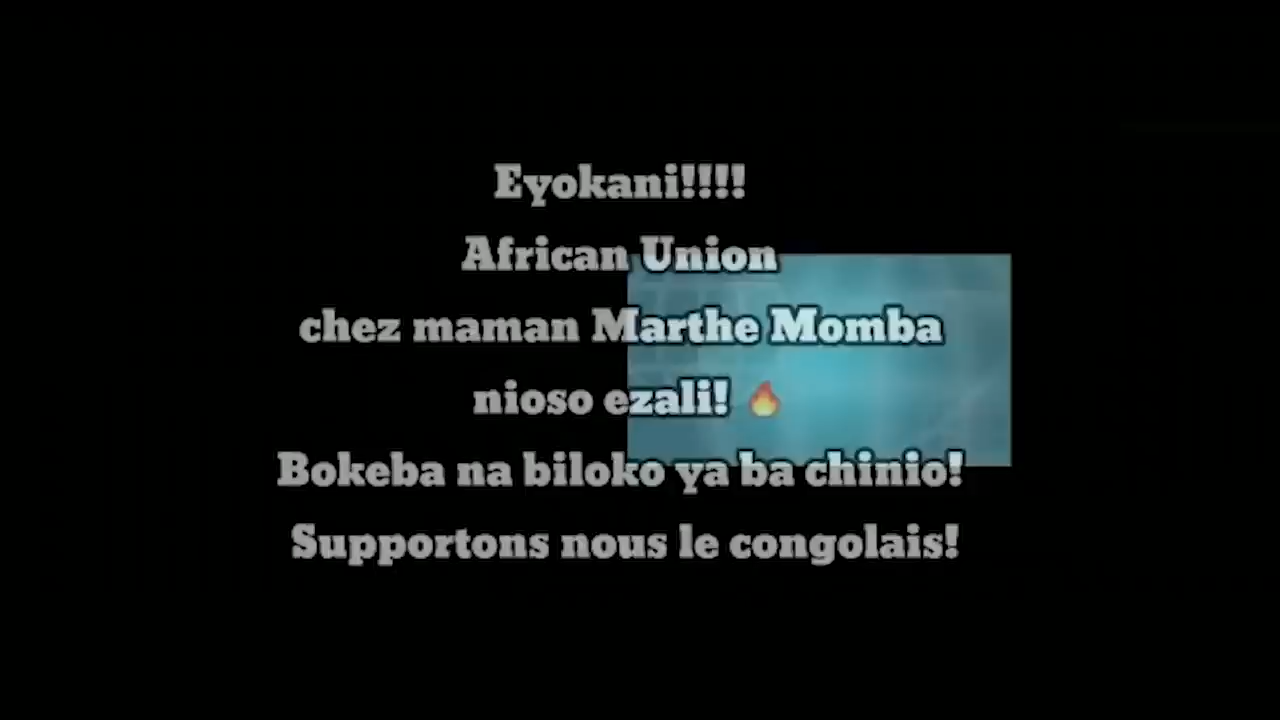 Eyokani!!!!
African Union
chez maman Marthe Momba
nioso ezali! 🔥
Bokeba na biloko ya ba chinio!
Supportons nous le congolais!